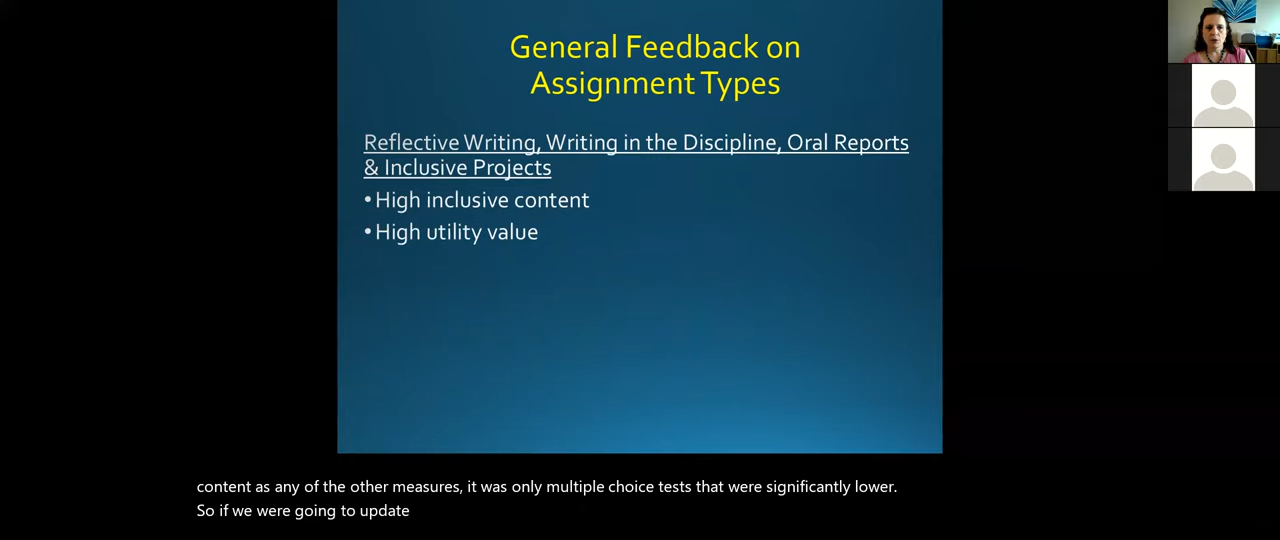 General Feedback on
Assignment Types
Reflective Writing, Writing in the Discipline, Oral Reports
& Inclusive Projects
• High inclusive content
• High utility value
content as any of the other measures, it was only multiple choice tests that were significantly lower.
So if we were going to update